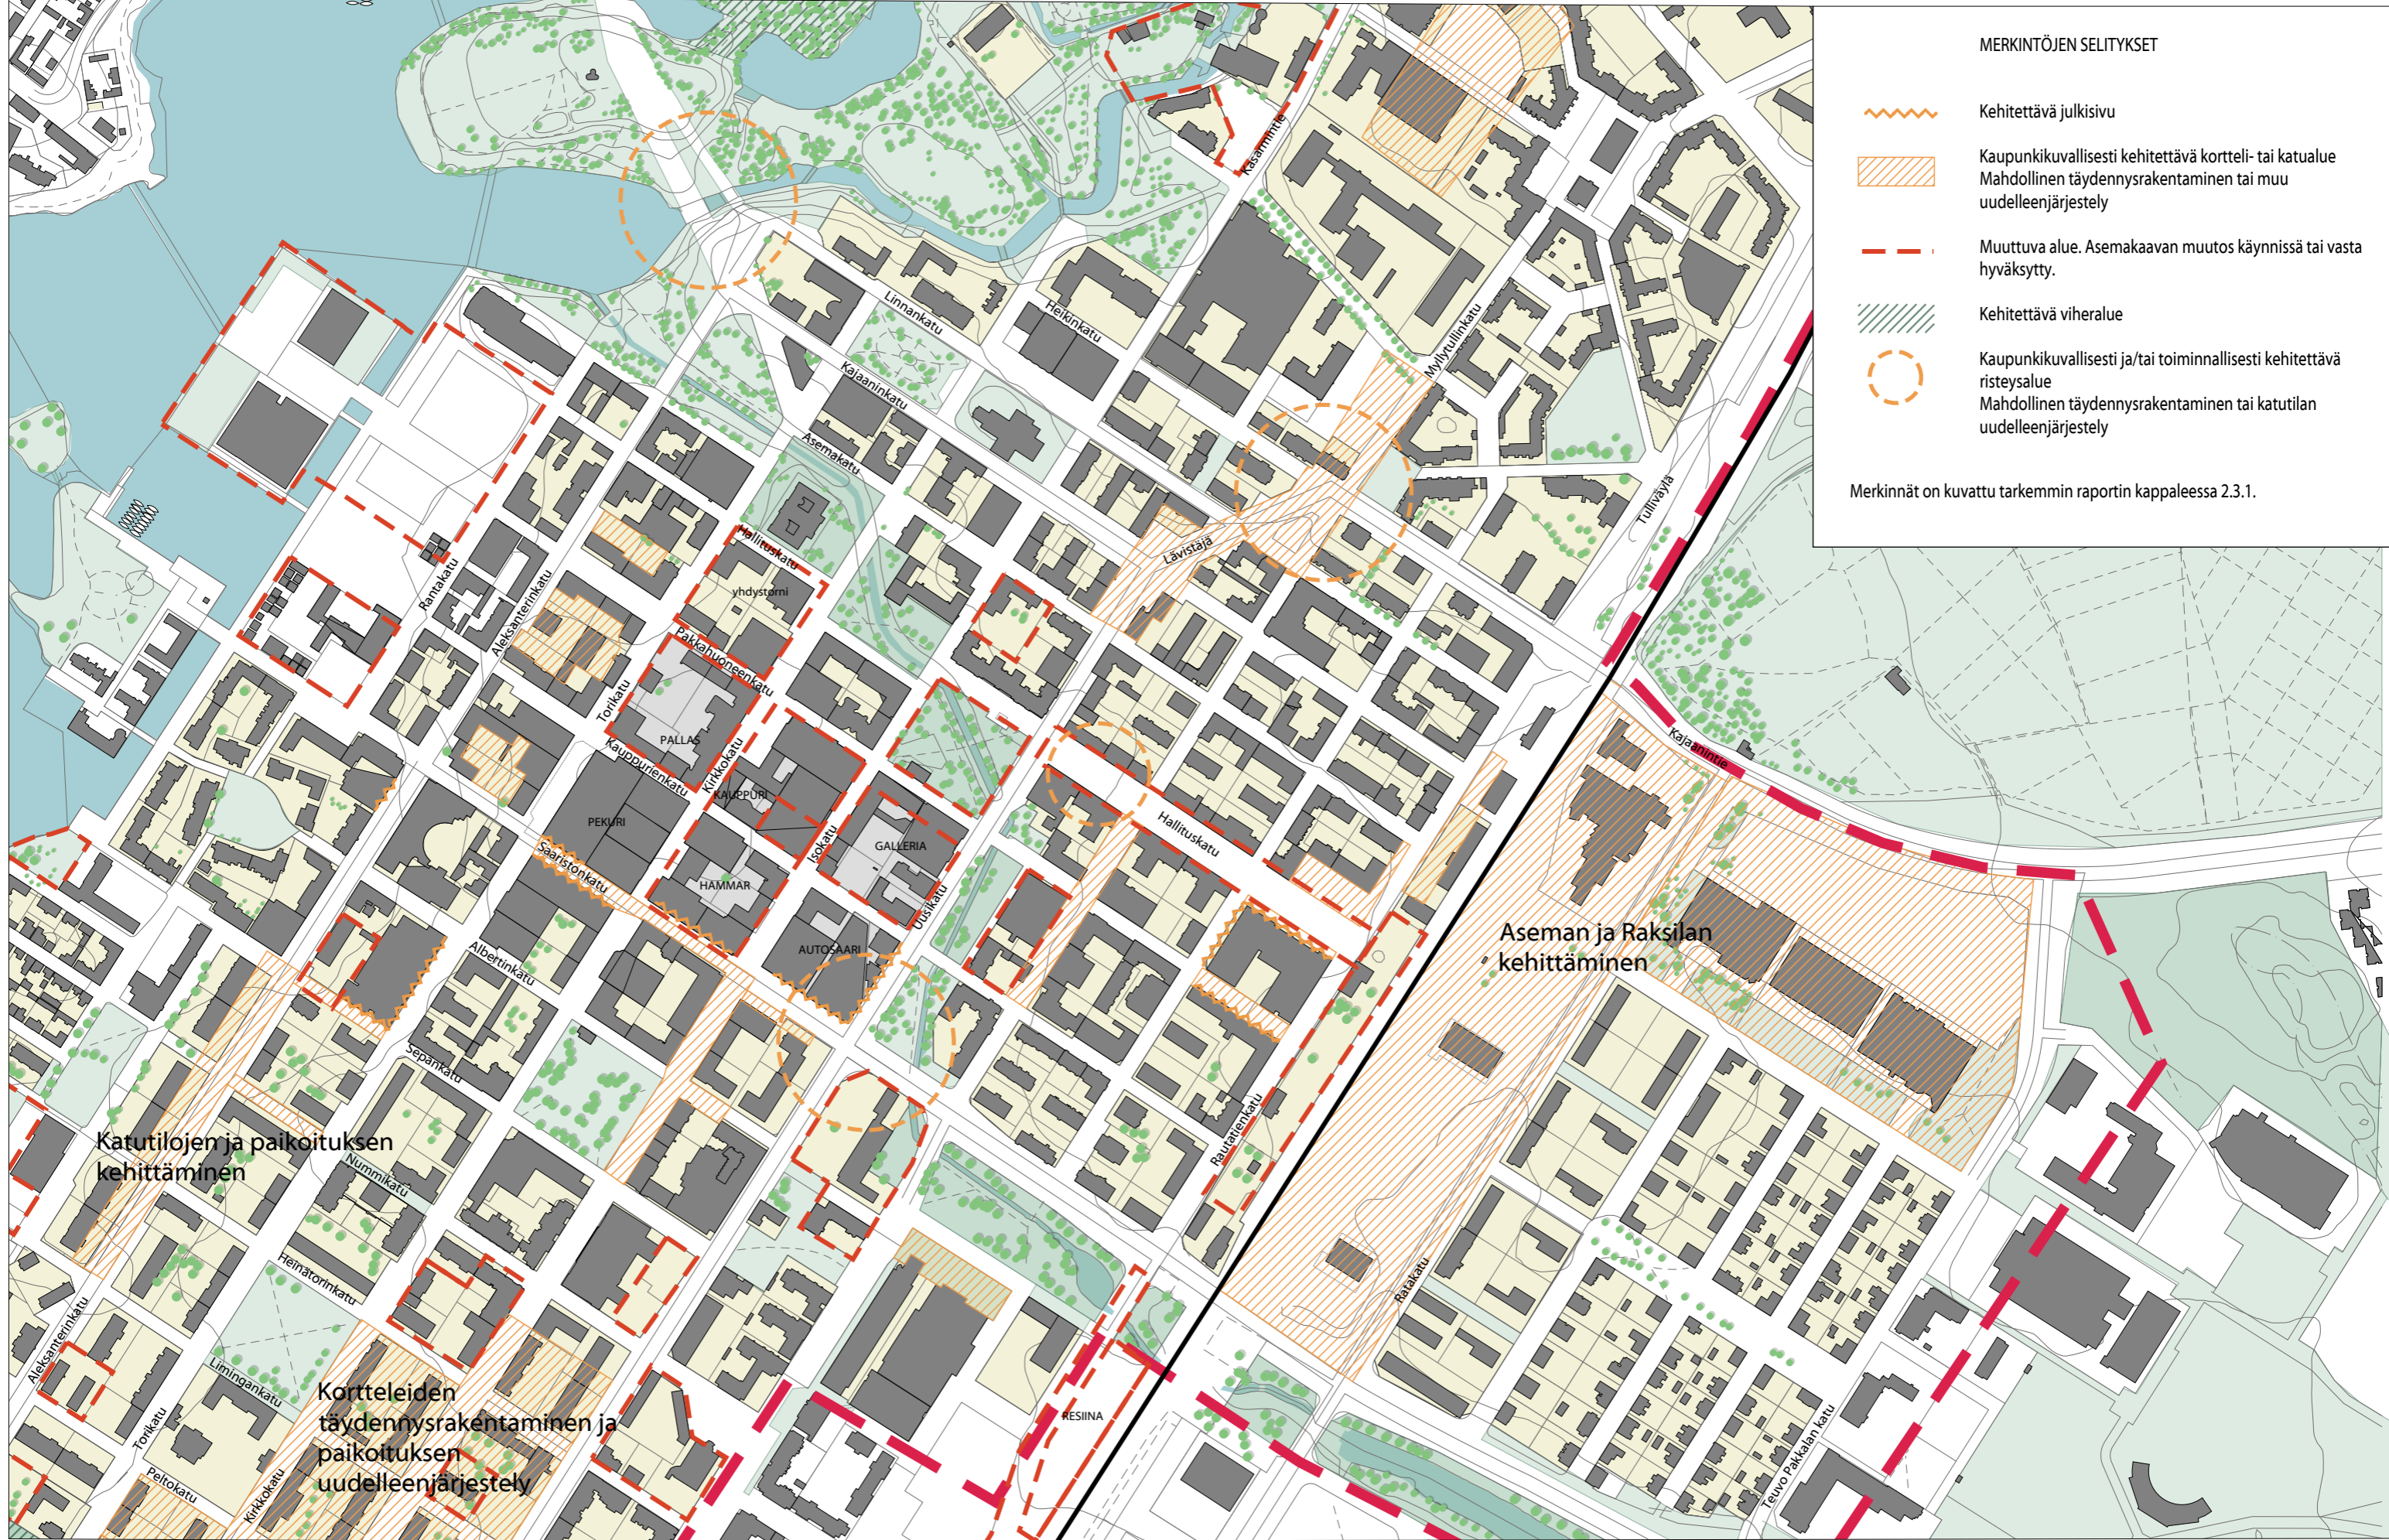 MERKINTÖJEN SELITYKSET
Kehitettävä julkisivu
Kaupunkikuvallisesti kehitettävä kortteli- tai katualue
Mahdollinen täydennysrakentaminen tai muu
uudelleenjärjestely
Muuttuva alue. Asemakaavan muutos käynnissä tai vasta
hyväksytty.
Kehitettävä viheralue
Kaupunkikuvallisesti ja/tai toiminnallisesti kehitettävä
risteysalue
Mahdollinen täydennysrakentaminen tai katutilan
uudelleenjärjestely
Merkinnät on kuvattu tarkemmin raportin kappaleessa 2.3.1.
Kasarmintie
Linnankatu
Heikinkatu
Myllytullinkatu
Kajaaninkatu
Asemakatu
Tulliväylä
Hallituskatu
Lävistäjä
Rantakatu
Aleksanterinkatu
yhdystorni
Pakkahuoneenkatu
Torikatu
PALLAS
Kauppurienkatu
Kirkkokatu
KAUPPURI
Kajaanintie
PEKURI
Isokatu
GALLERIA
Hallituskatu
Saaristonkatu
HAMMAR
Uusikatu
AUTOSAARI
Aseman ja Raksilan
kehittäminen
Albertinkatu
Sepänkatu
Rautatienkatu
Katutilojen ja paikoituksen
kehittäminen
Nummikatu
Heinätorinkatu
Ratakatu
Aleksanterinkatu
Limingankatu
Kortteleiden
täydennysrakentaminen ja
paikoituksen
uudelleenjärjestely
RESIINA
Torikatu
Peltokatu
Kirkkokatu
Teuvo Pakkalan katu